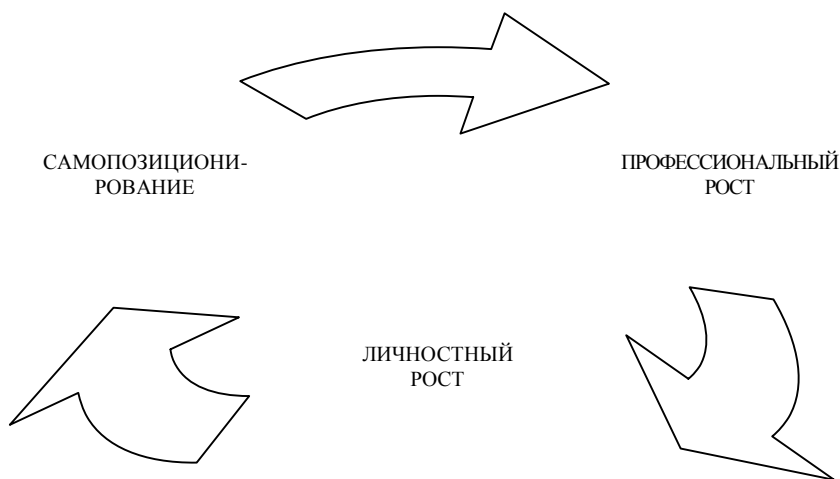 САМОПОЗИЦИОНИ-
РОВАНИЕ
ПРОФЕССИОНАЛЬНЫЙ
РОСТ
ЛИЧНОСТНЫЙ
РОСТ